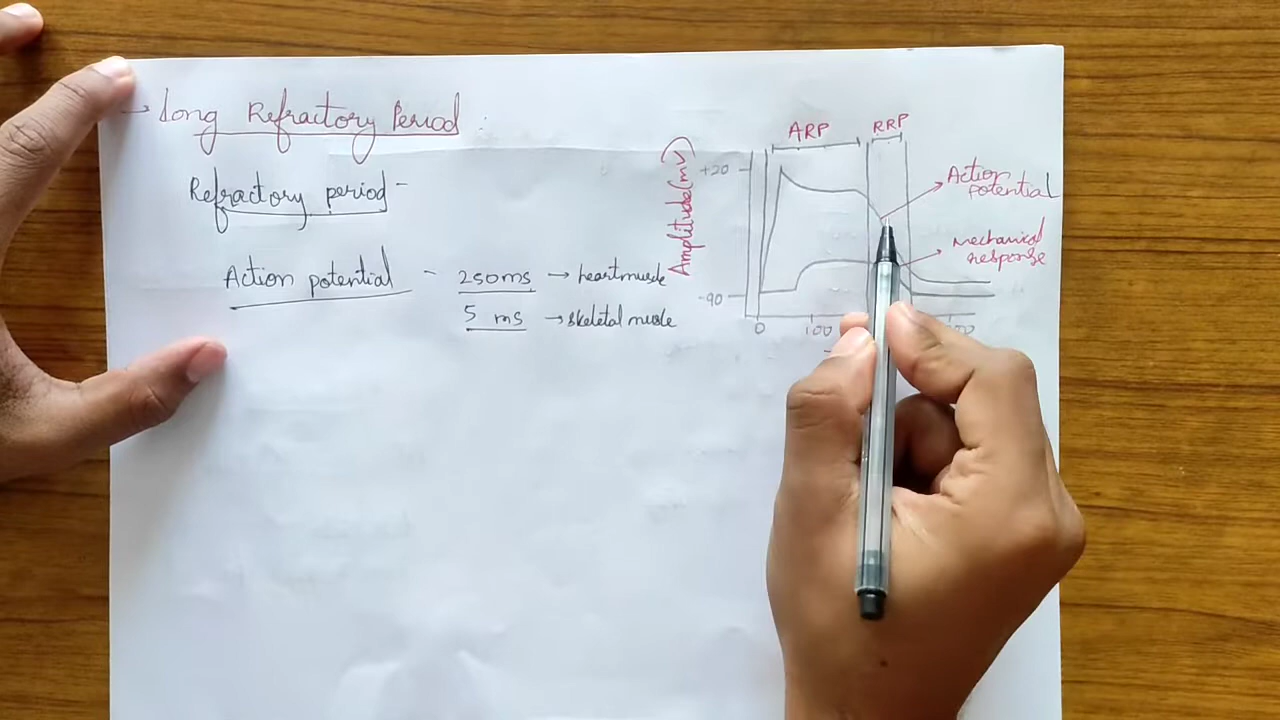 → Long Refractory Period
Refractory period -
Action potential - 250ms → heart muscle
5 ms → skeletal muscle
ARP
RRP
Amplitude (mV)
+20
-90
0
100
Action
potential
Mechanical
response